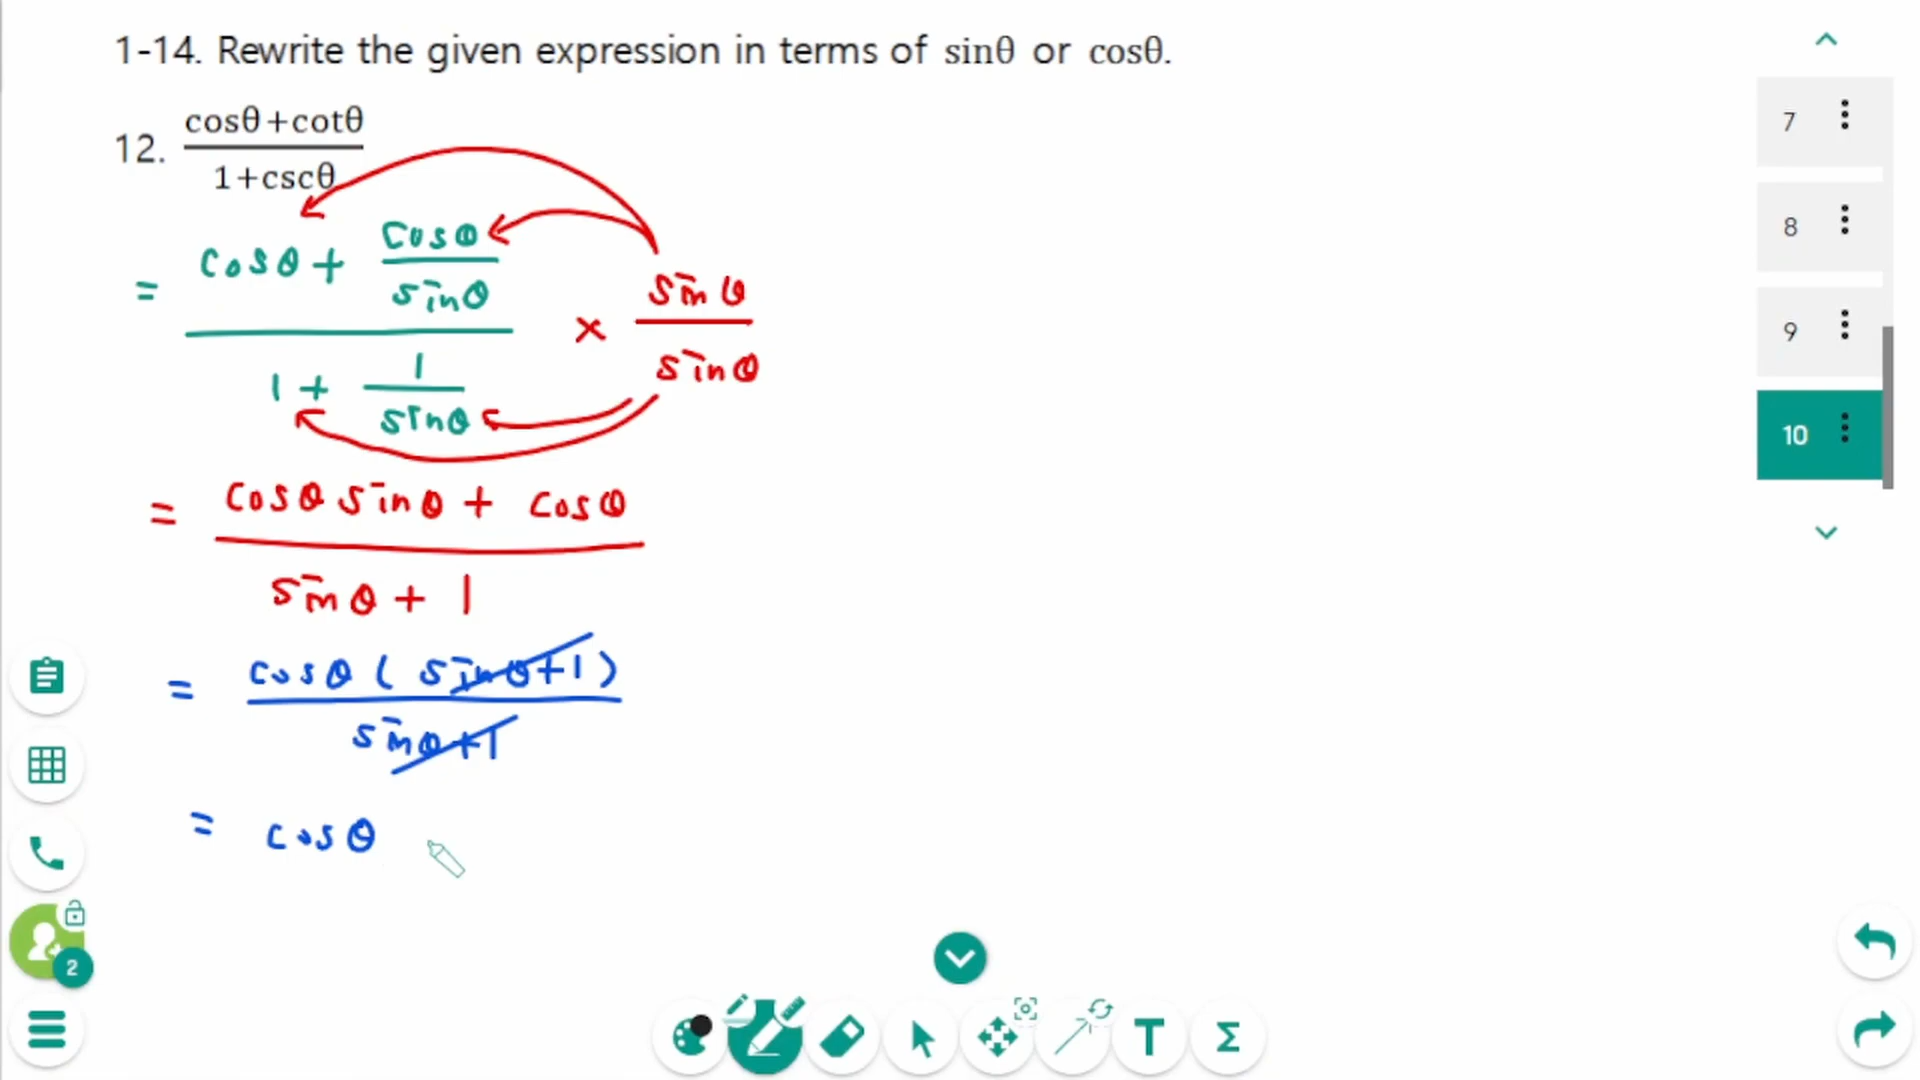 1-14. Rewrite the given expression in terms of sinθ or cosθ.
12. cosθ+cotθ
1+cscθ
= cosθ + cosθ
sinθ
1 + 1
sinθ
× sinθ
sinθ
= cosθ sinθ + cosθ
sinθ + 1
= cosθ ( sinθ+1 )
sinθ+1
= cosθ
7
8
9
10
2
T
Σ